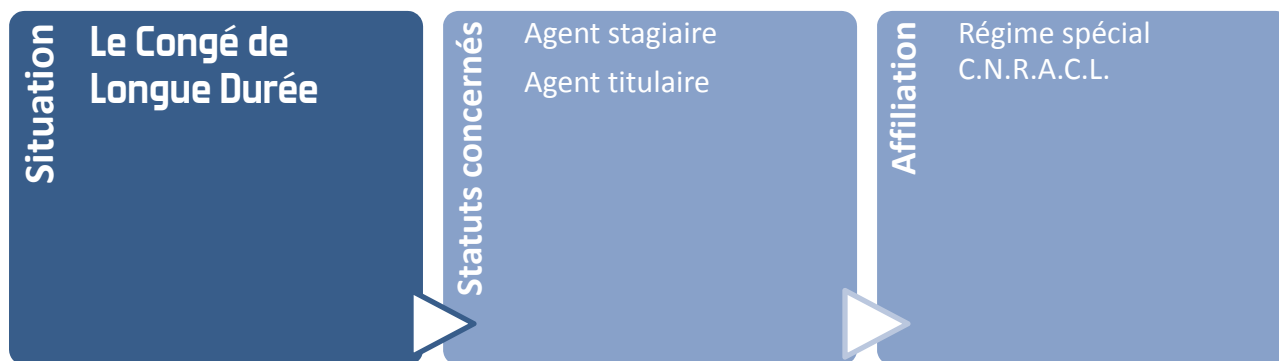 Situation
Le Congé de
Longue Durée
Statuts concernés
Agent stagiaire
Agent titulaire
Affiliation
Régime spécial
C.N.R.A.C.L.